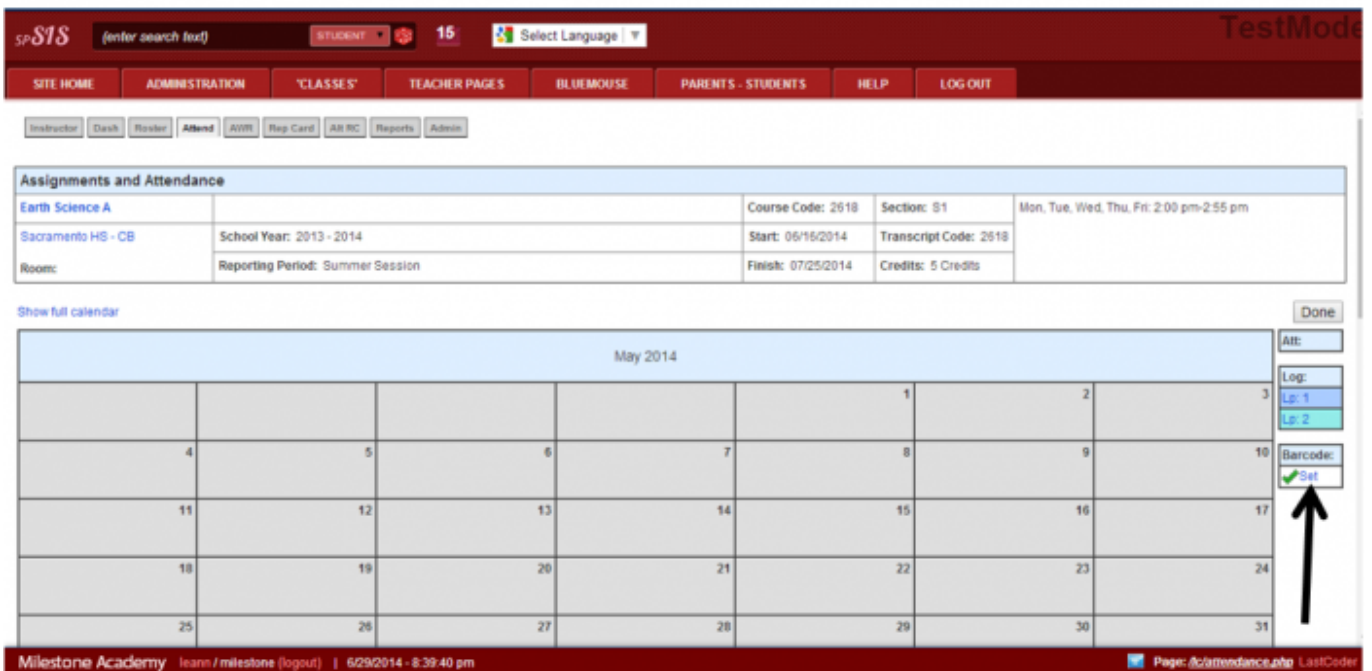 SPSIS (enter search text) STUDENT 15 Select Language TestMode
SITE HOME ADMINISTRATION 'CLASSES' TEACHER PAGES BLUEMOUSE PARENTS - STUDENTS HELP LOG OUT
Instructor Dash Roster Attend AWR Rep Card Alt RC Reports Admin
Assignments and Attendance
Earth Science A Course Code: 2618 Section: S1 Mon, Tue, Wed, Thu, Fri: 2:00 pm-2:55 pm
Sacramento HS - CB School Year: 2013 - 2014 Start: 06/16/2014 Transcript Code: 2618
Room: Reporting Period: Summer Session Finish: 07/25/2014 Credits: 5 Credits
Show full calendar Done
May 2014 Att:
Log:
1 2 3 Lp: 1
Lp: 2
4 5 6 7 8 9 10 Barcode:
Set
11 12 13 14 15 16 17
18 19 20 21 22 23 24
25 26 27 28 29 30 31
Milestone Academy leann / milestone (logout) | 6/29/2014 - 8:39:40 pm Page: /lc/attendance.php LastCoder